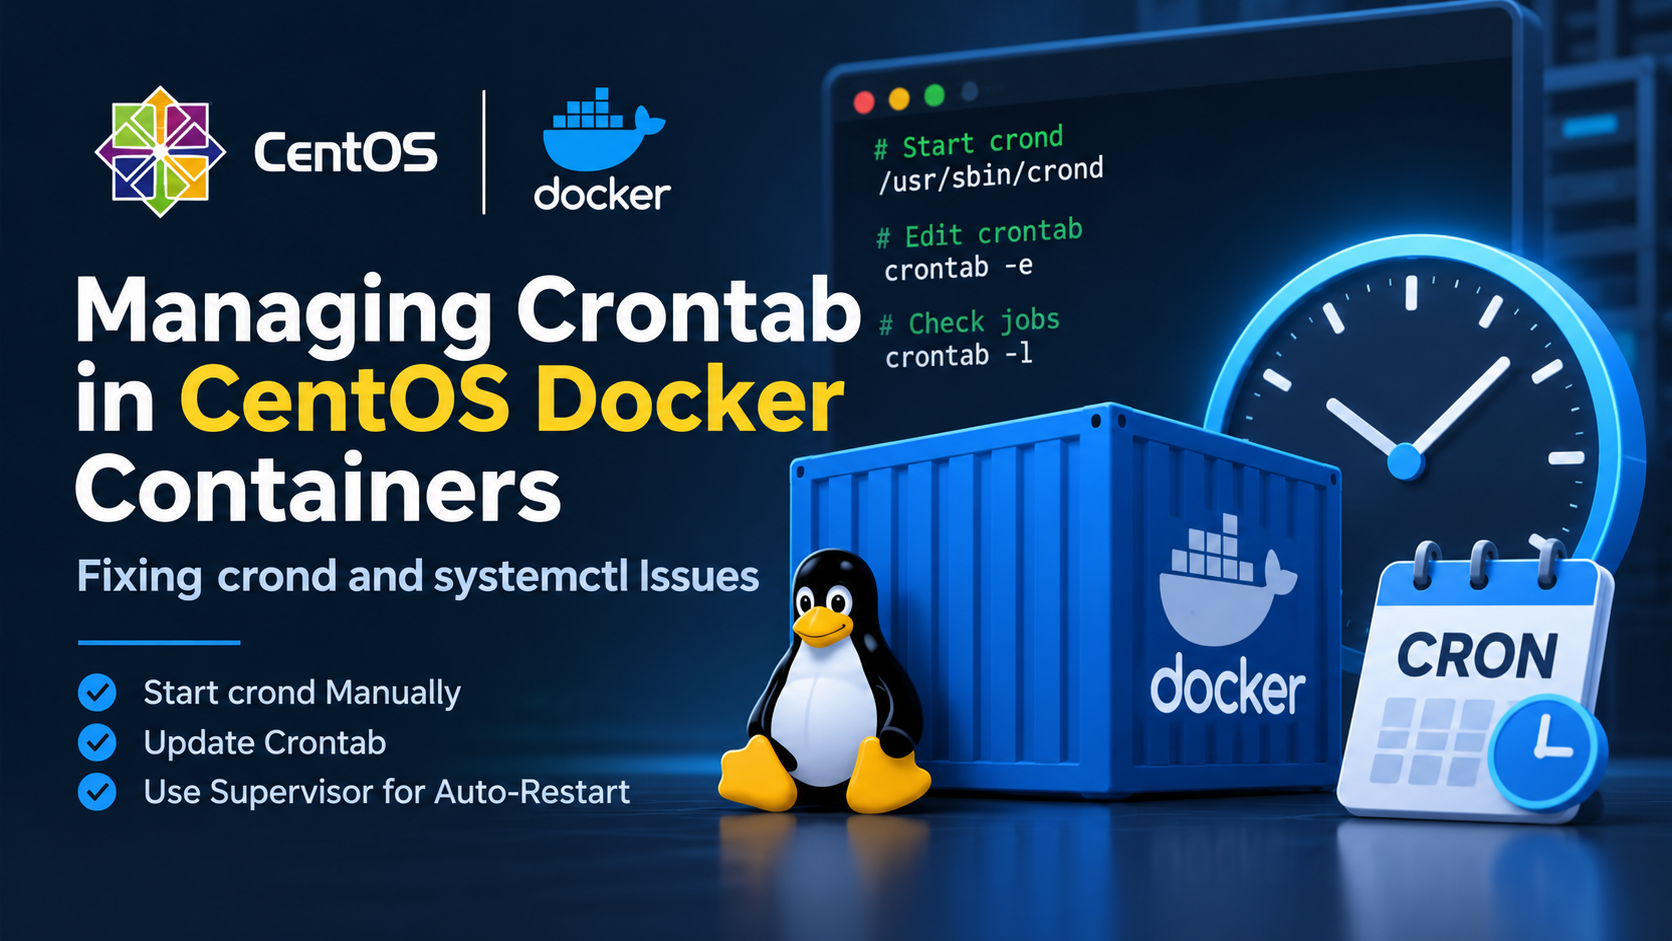 CentOS
docker
Managing Crontab
in CentOS Docker
Containers
Fixing crond and systemctl Issues
Start crond Manually
Update Crontab
Use Supervisor for Auto-Restart
# Start crond
/usr/sbin/crond
# Edit crontab
crontab -e
# Check jobs
crontab -l
docker
CRON